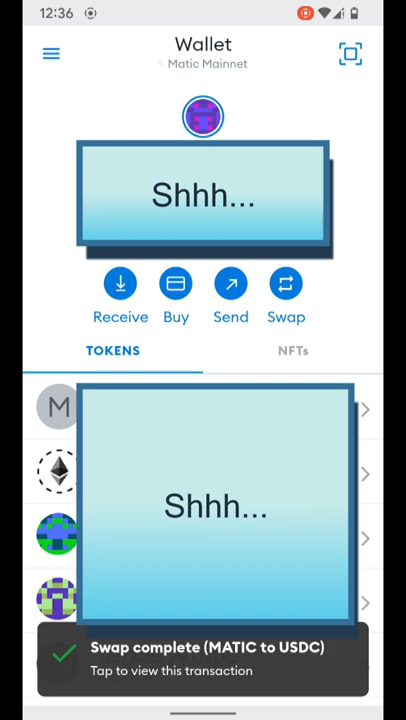 12:36
Wallet
Matic Mainnet
Shhh...
Receive Buy Send Swap
TOKENS NFTs
M
Shhh...
Swap complete (MATIC to USDC)
Tap to view this transaction